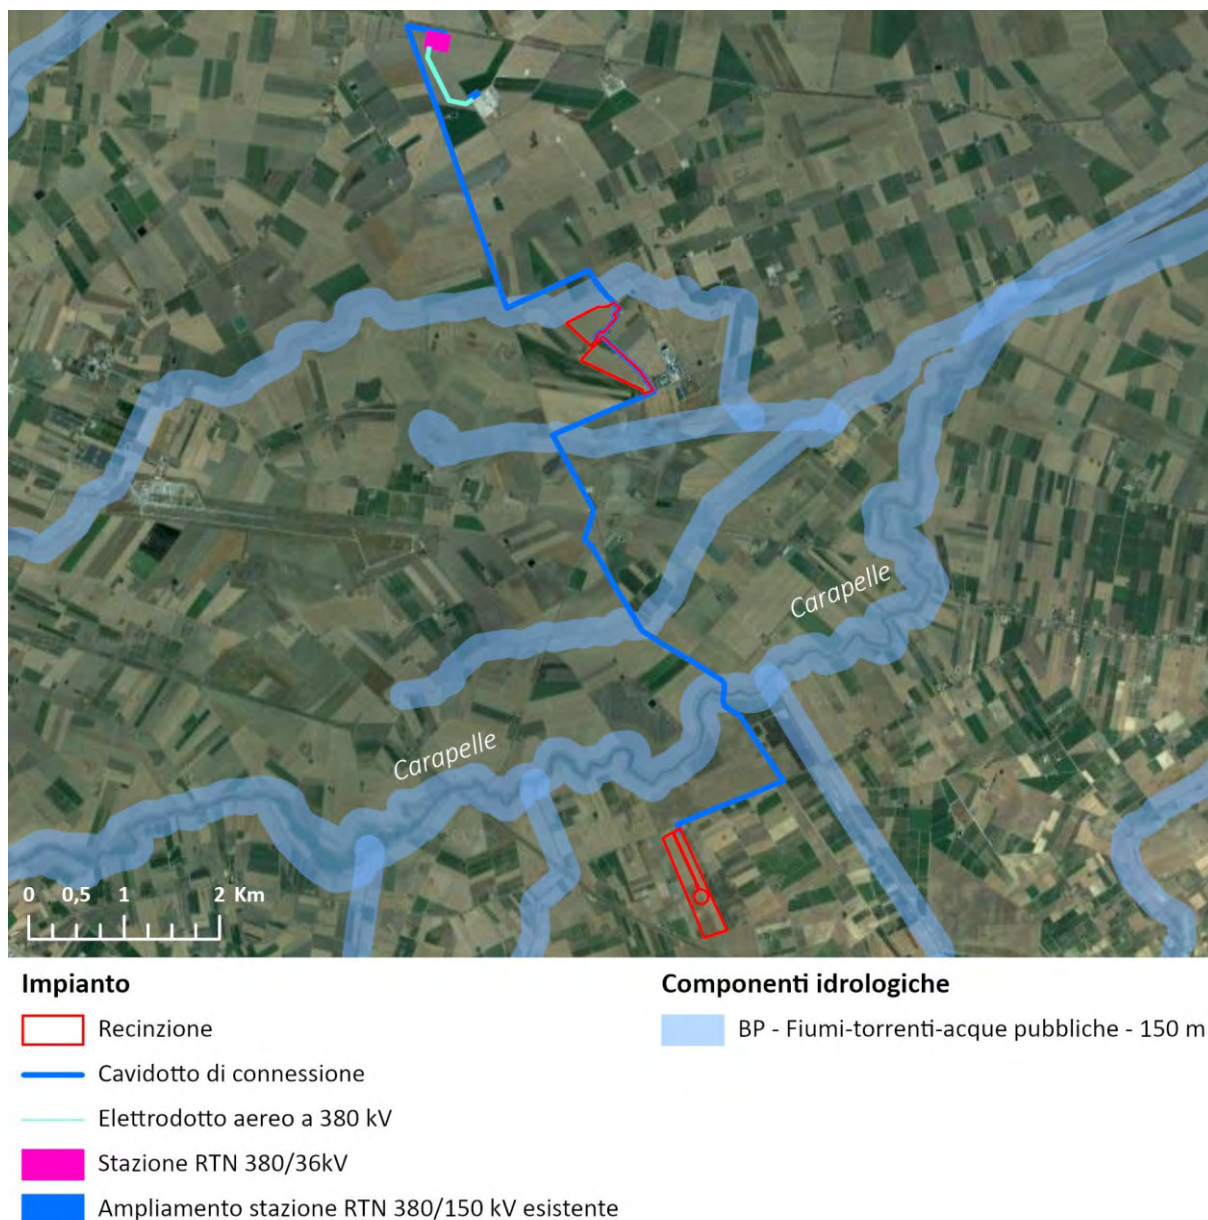 Carapelle
Carapelle
0 0,5 1 2 Km
Impianto
Recinzione
Cavidotto di connessione
Elettrodotto aereo a 380 kV
Stazione RTN 380/36kV
Ampliamento stazione RTN 380/150 kV esistente
Componenti idrologiche
BP - Fiumi-torrenti-acque pubbliche - 150 m